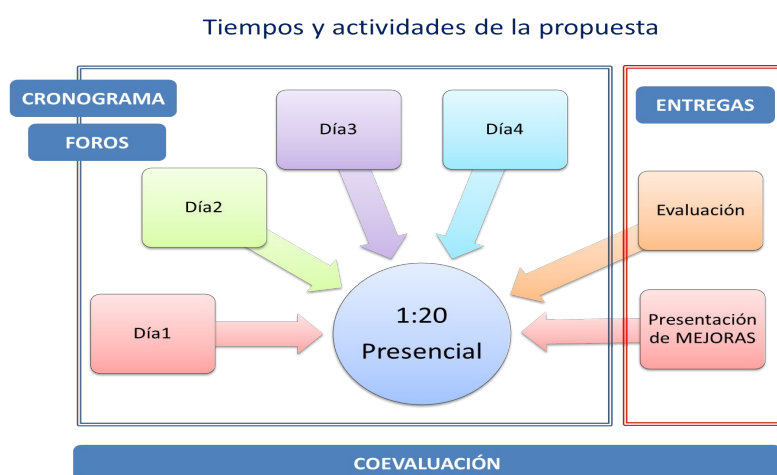 Tiempos y actividades de la propuesta
CRONOGRAMA
FOROS
Día3
Día4
ENTREGAS
Día2
Evaluación
Día1
1:20
Presencial
Presentación
de MEJORAS
COEVALUACIÓN